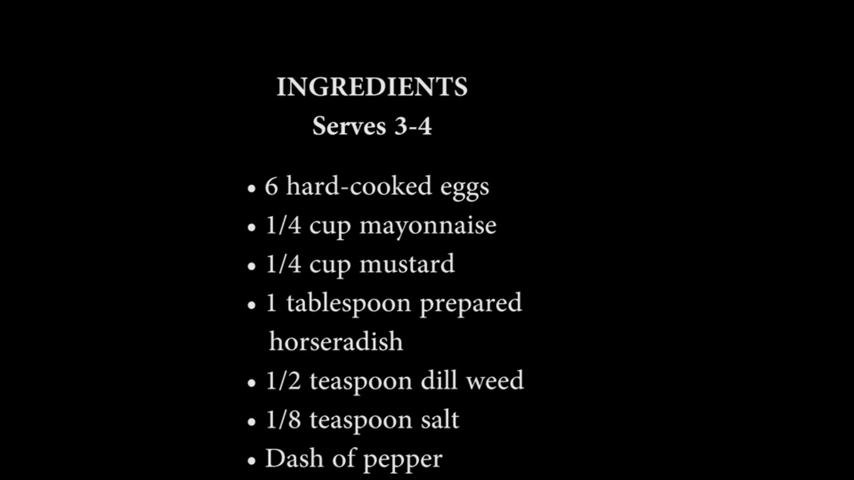 INGREDIENTS
Serves 3-4
• 6 hard-cooked eggs
• 1/4 cup mayonnaise
• 1/4 cup mustard
• 1 tablespoon prepared
horseradish
• 1/2 teaspoon dill weed
• 1/8 teaspoon salt
• Dash of pepper